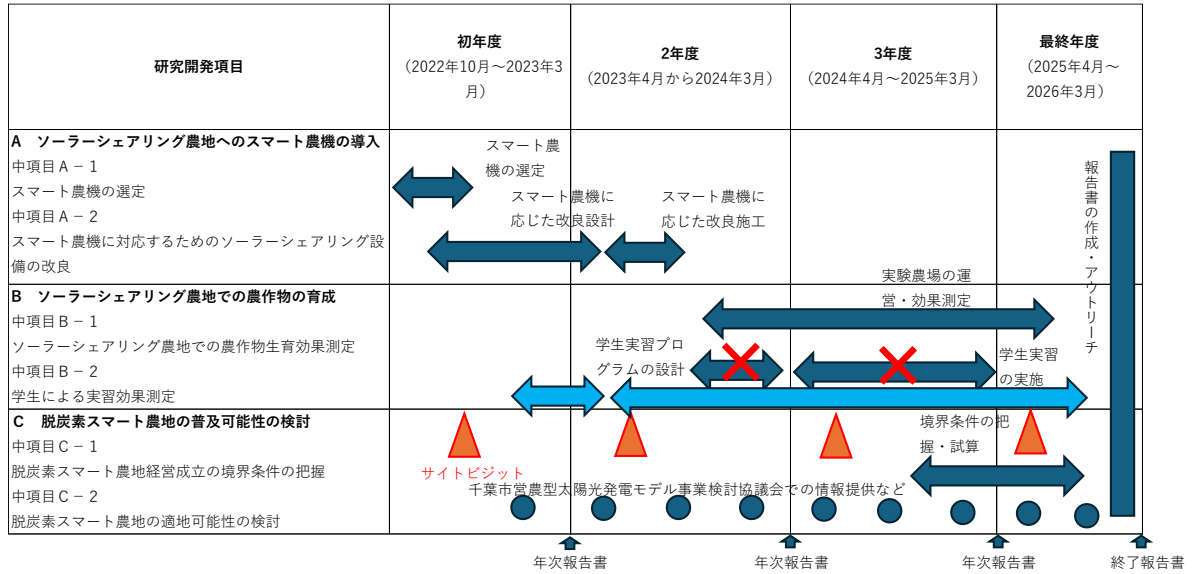 研究開発項目
初年度
（2022年10月～2023年3
月）
2年度
（2023年4月から2024年3月）
3年度
（2024年4月～2025年3月）
最終年度
（2025年4月～
2026年3月）
A　ソーラーシェアリング農地へのスマート農機の導入
中項目A－1
スマート農機の選定
中項目A－2
スマート農機に対応するためのソーラーシェアリング設
備の改良
スマート農
機の選定
スマート農機に
応じた改良設計
スマート農機に
応じた改良施工
報告書の作成・アウトリーチ
B　ソーラーシェアリング農地での農作物の育成
中項目B－1
ソーラーシェアリング農地での農作物生育効果測定
中項目B－2
学生による実習効果測定
実験農場の運
営・効果測定
学生実習プロ
グラムの設計
学生実習
の実施
C　脱炭素スマート農地の普及可能性の検討
中項目C－1
脱炭素スマート農地経営成立の境界条件の把握
中項目C－2
脱炭素スマート農地の適地可能性の検討
サイトビジット
境界条件の把
握・試算
千葉市営農型太陽光発電モデル事業検討協議会での情報提供など
年次報告書
年次報告書
年次報告書
終了報告書